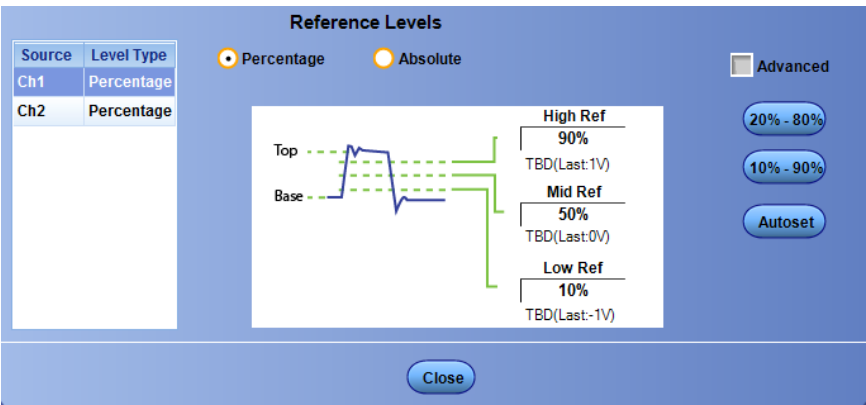 Reference Levels
Source Level Type
Ch1 Percentage
Ch2 Percentage
Percentage Absolute
Advanced
Top
Base
High Ref
90%
TBD(Last:1V)
Mid Ref
50%
TBD(Last:0V)
Low Ref
10%
TBD(Last:-1V)
20% - 80%
10% - 90%
Autoset
Close